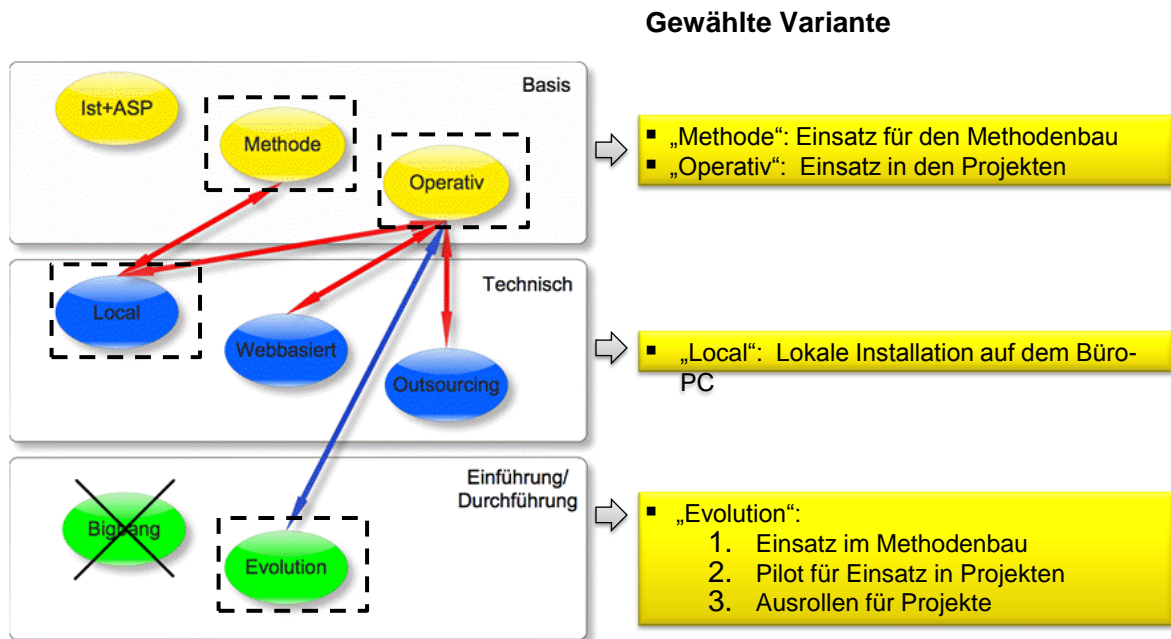 Gewählte Variante
Basis
Ist+ASP
Methode
Operativ
▪ „Methode“: Einsatz für den Methodenbau
▪ „Operativ“: Einsatz in den Projekten
Technisch
Local
Webbasiert
Outsourcing
▪ „Local“: Lokale Installation auf dem Büro-
PC
Einführung/
Durchführung
Bigbang
Evolution
▪ „Evolution“:
1. Einsatz im Methodenbau
2. Pilot für Einsatz in Projekten
3. Ausrollen für Projekte